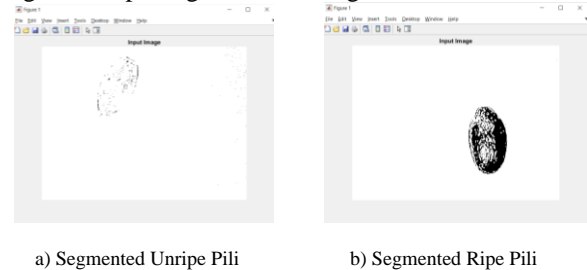 Figure 1
File Edit View Insert Tools Desktop Window Help
Input Image
a) Segmented Unripe Pili
Figure 1
File Edit View Insert Tools Desktop Window Help
Input Image
b) Segmented Ripe Pili